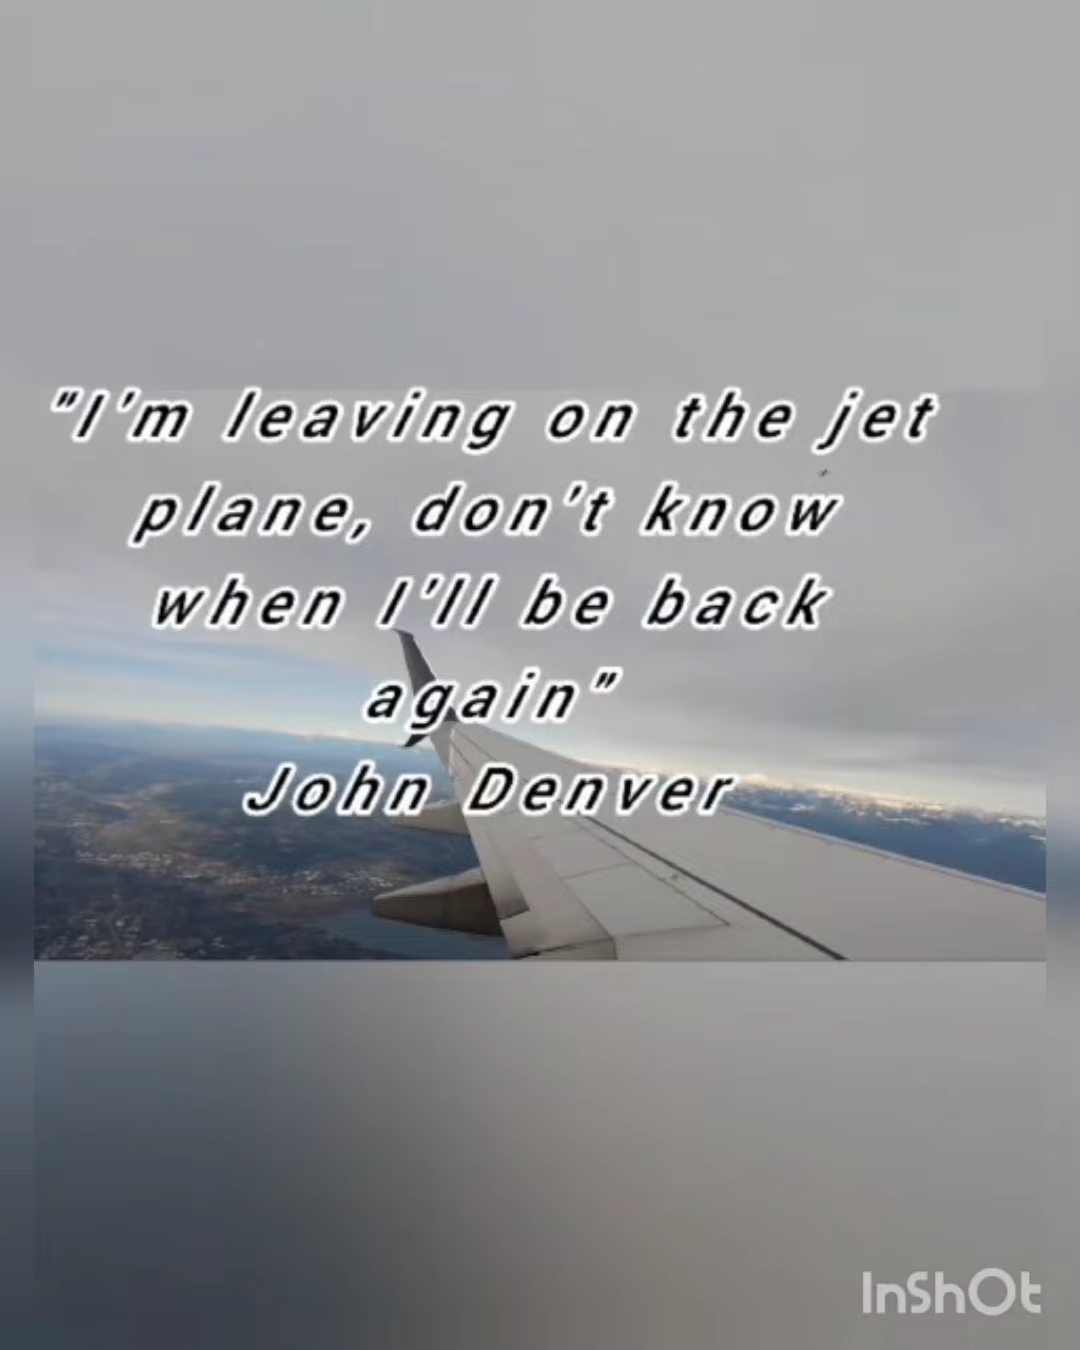 "I'm leaving on the jet
plane, don't know
when I'll be back
again"
John Denver
InShOt